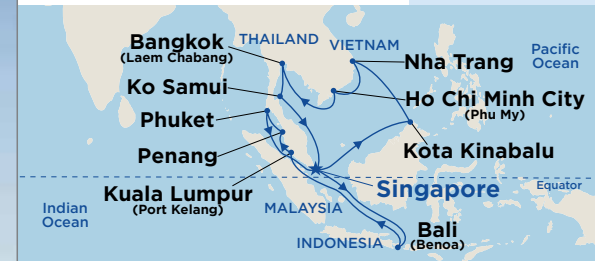 Bangkok
(Laem Chabang)
THAILAND
VIETNAM
Nha Trang
Pacific
Ocean
Ko Samui
Ho Chi Minh City
(Phu My)
Phuket
Penang
Kota Kinabalu
Kuala Lumpur
(Port Kelang)
Singapore
Equator
Indian
Ocean
MALAYSIA
Bali
(Benoa)
INDONESIA